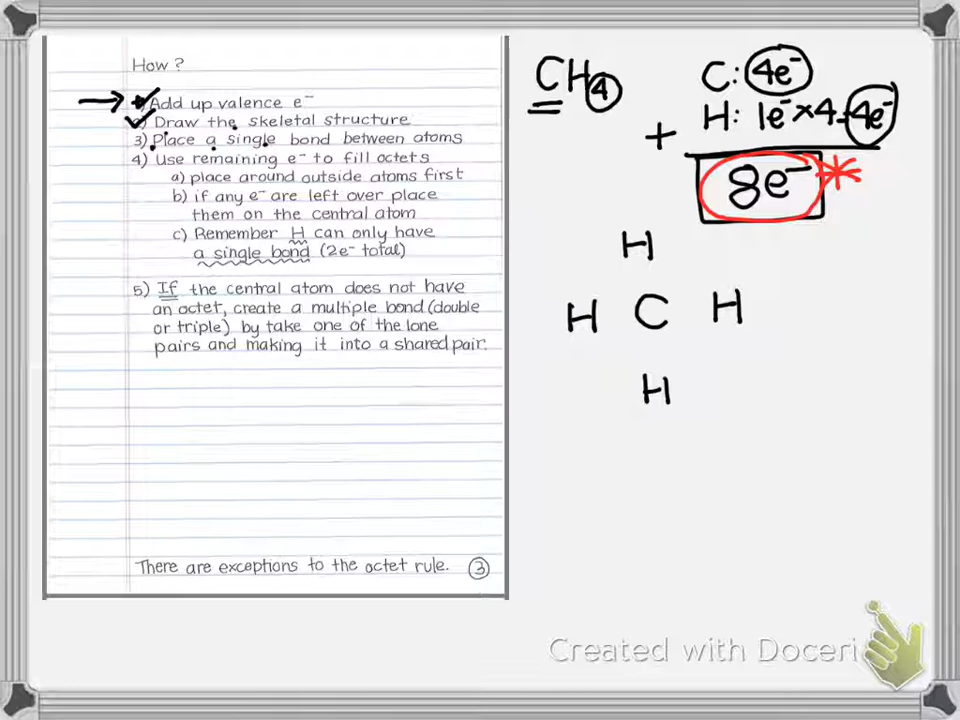 How?
1) Add up valence e⁻
2) Draw the skeletal structure
3) Place a single bond between atoms
4) Use remaining e⁻ to fill octets
a) place around outside atoms first
b) if any e⁻ are left over place
them on the central atom
c) Remember H can only have
a single bond (2e⁻ total)
5) If the central atom does not have
an octet, create a multiple bond (double
or triple) by take one of the lone
pairs and making it into a shared pair.
There are exceptions to the octet rule. 3
CH4
C: 4e⁻
H: 1e⁻ x 4 = 4e⁻
+
8e⁻ *
H
H C H
H
Created with Doceri